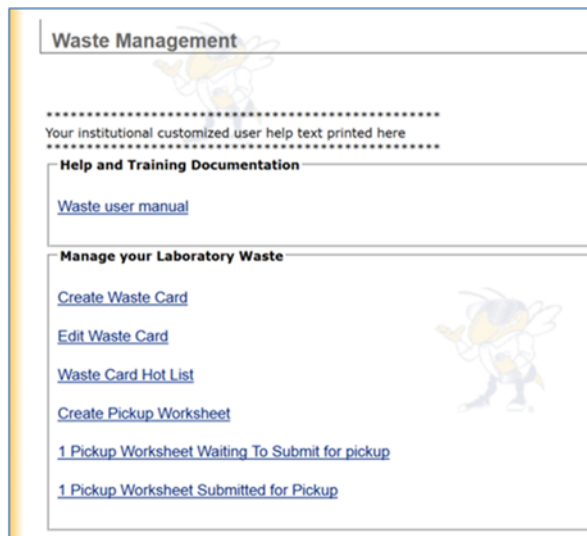 Waste Management
*************************************************
Your institutional customized user help text printed here
*************************************************
Help and Training Documentation
Waste user manual
Manage your Laboratory Waste
Create Waste Card
Edit Waste Card
Waste Card Hot List
Create Pickup Worksheet
1 Pickup Worksheet Waiting To Submit for pickup
1 Pickup Worksheet Submitted for Pickup